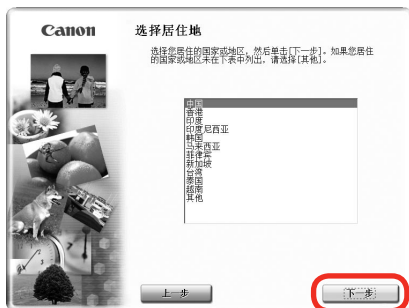 Canon
选择居住地
选择您居住的国家或地区，然后单击[下一步]。如果您居住
的国家或地区未在下表中列出，请选择[其他]。
中国
香港
印度
印度尼西亚
韩国
马来西亚
菲律宾
新加坡
台湾
泰国
越南
其他
上一步
下一步